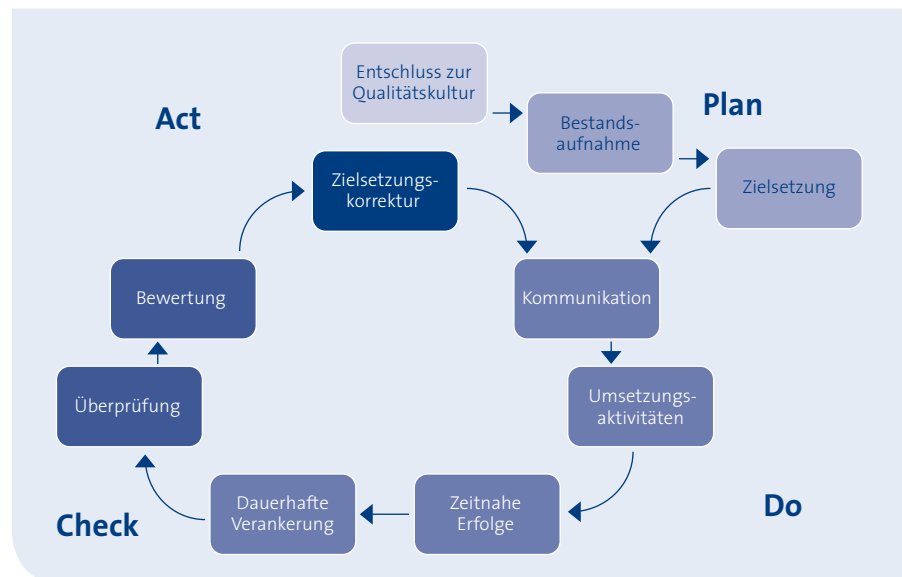 Act
Entschluss zur
Qualitätskultur
Plan
Bestands-
aufnahme
Zielsetzung
Zielsetzungs-
korrektur
Kommunikation
Bewertung
Umsetzungs-
aktivitäten
Überprüfung
Zeitnahe
Erfolge
Dauerhafte
Verankerung
Do
Check